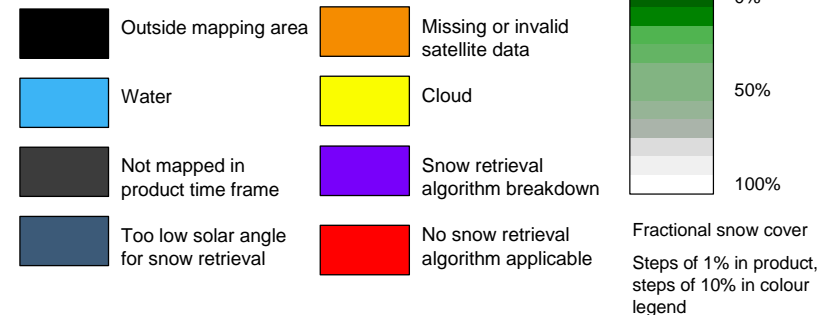 Outside mapping area
Water
Not mapped in
product time frame
Too low solar angle
for snow retrieval
Missing or invalid
satellite data
Cloud
Snow retrieval
algorithm breakdown
No snow retrieval
algorithm applicable
50%
100%
Fractional snow cover
Steps of 1% in product,
steps of 10% in colour
legend